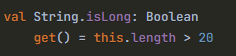 val String.isLong: Boolean
    get() = this.length > 20